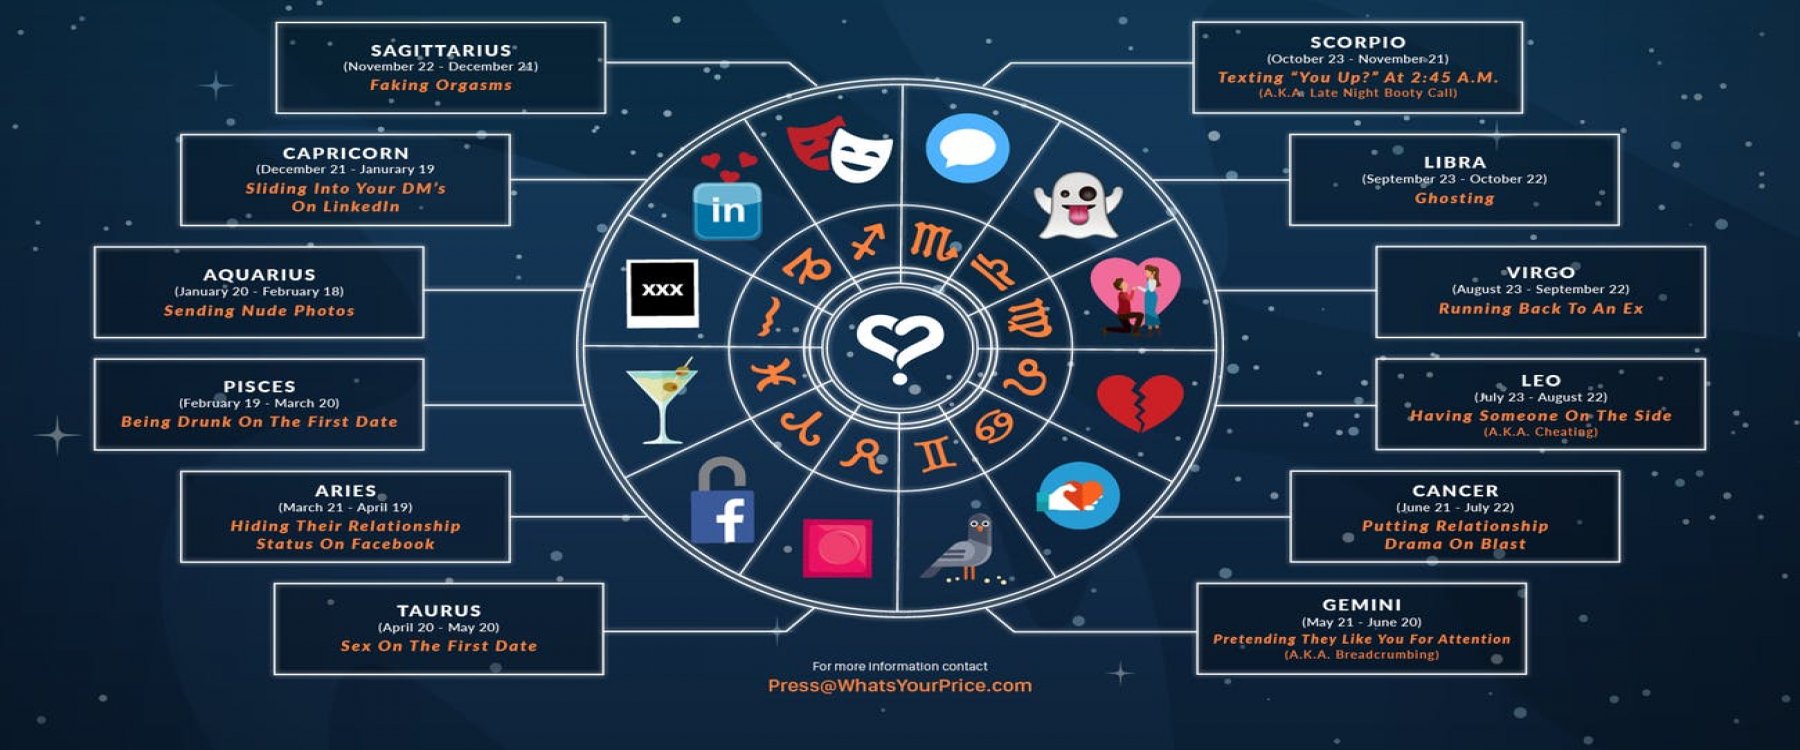 SAGITTARIUS
(November 22 - December 21)
Faking Orgasms
CAPRICORN
(December 21 - Janurary 19
Sliding Into Your DM's
On LinkedIn
AQUARIUS
(January 20 - February 18)
Sending Nude Photos
PISCES
(February 19 - March 20)
Being Drunk On The First Date
ARIES
(March 21 - April 19)
Hiding Their Relationship
Status On Facebook
TAURUS
(April 20 - May 20)
Sex On The First Date
in
xxx
f
SCORPIO
(October 23 - November 21)
Texting “You Up?” At 2:45 A.M.
(A.K.A. Late Night Booty Call)
LIBRA
(September 23 - October 22)
Ghosting
VIRGO
(August 23 - September 22)
Running Back To An Ex
LEO
(July 23 - August 22)
Having Someone On The Side
(A.K.A. Cheating)
CANCER
(June 21 - July 22)
Putting Relationship
Drama On Blast
GEMINI
(May 21 - June 20)
Pretending They Like You For Attention
(A.K.A. Breadcrumbing)
For more information contact
Press@WhatsYourPrice.com